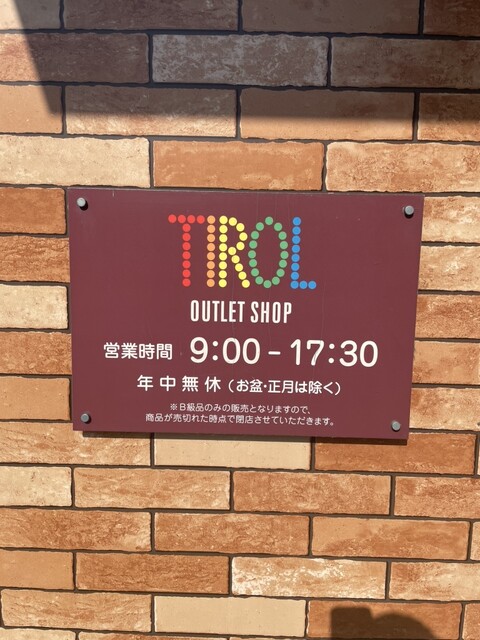 TIROL
OUTLET SHOP
営業時間 9:00 - 17:30
年中無休（お盆・正月は除く）
※B級品のみの販売となりますので、
商品が売切れた時点で閉店させていただきます。